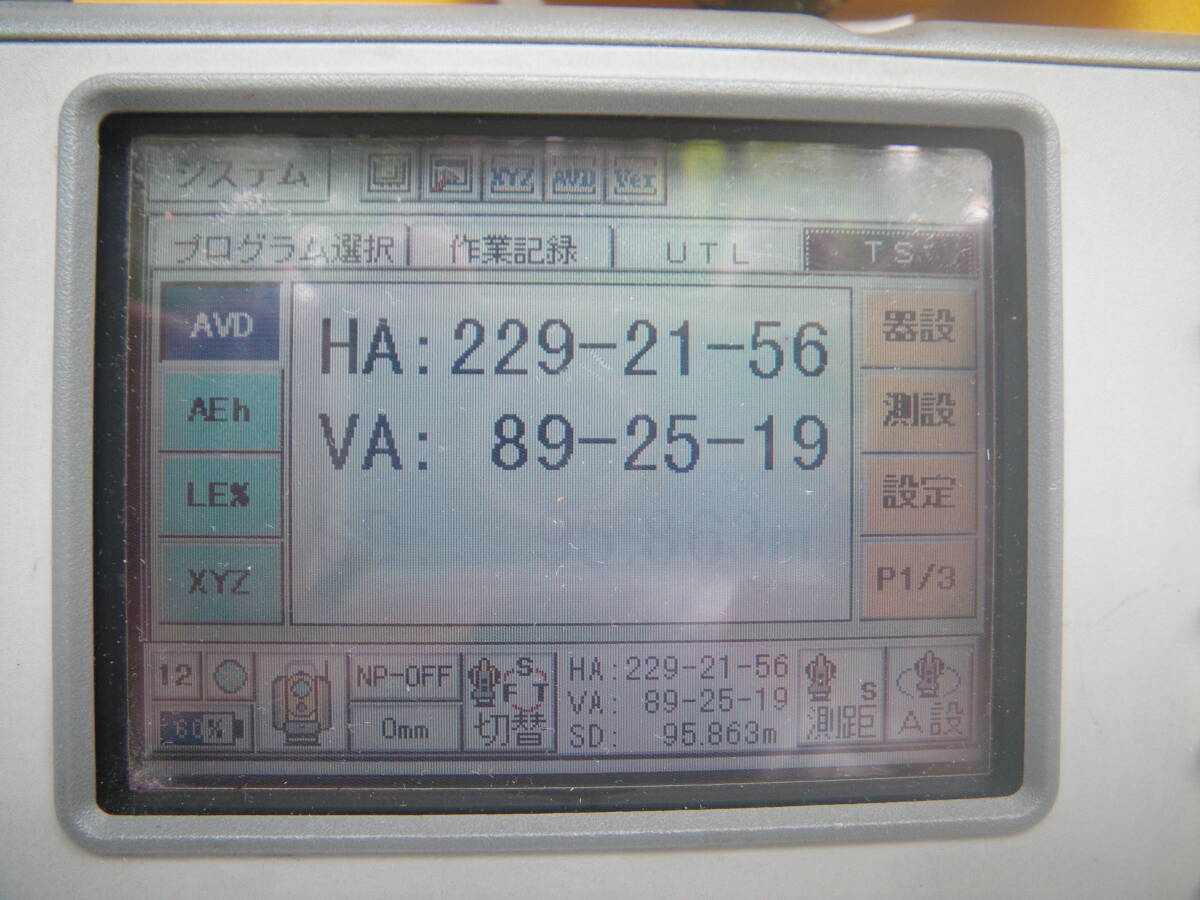 システム XYZ AVD Ver
プログラム選択 作業記録 UTL TS
AVD HA:229-21-56 器設
AEh VA: 89-25-19 測設
LE% 設定
XYZ P1/3
12 NP-OFF S F T HA:229-21-56 S
60% 0mm 切替 VA: 89-25-19 測距 A設
SD: 95.863m